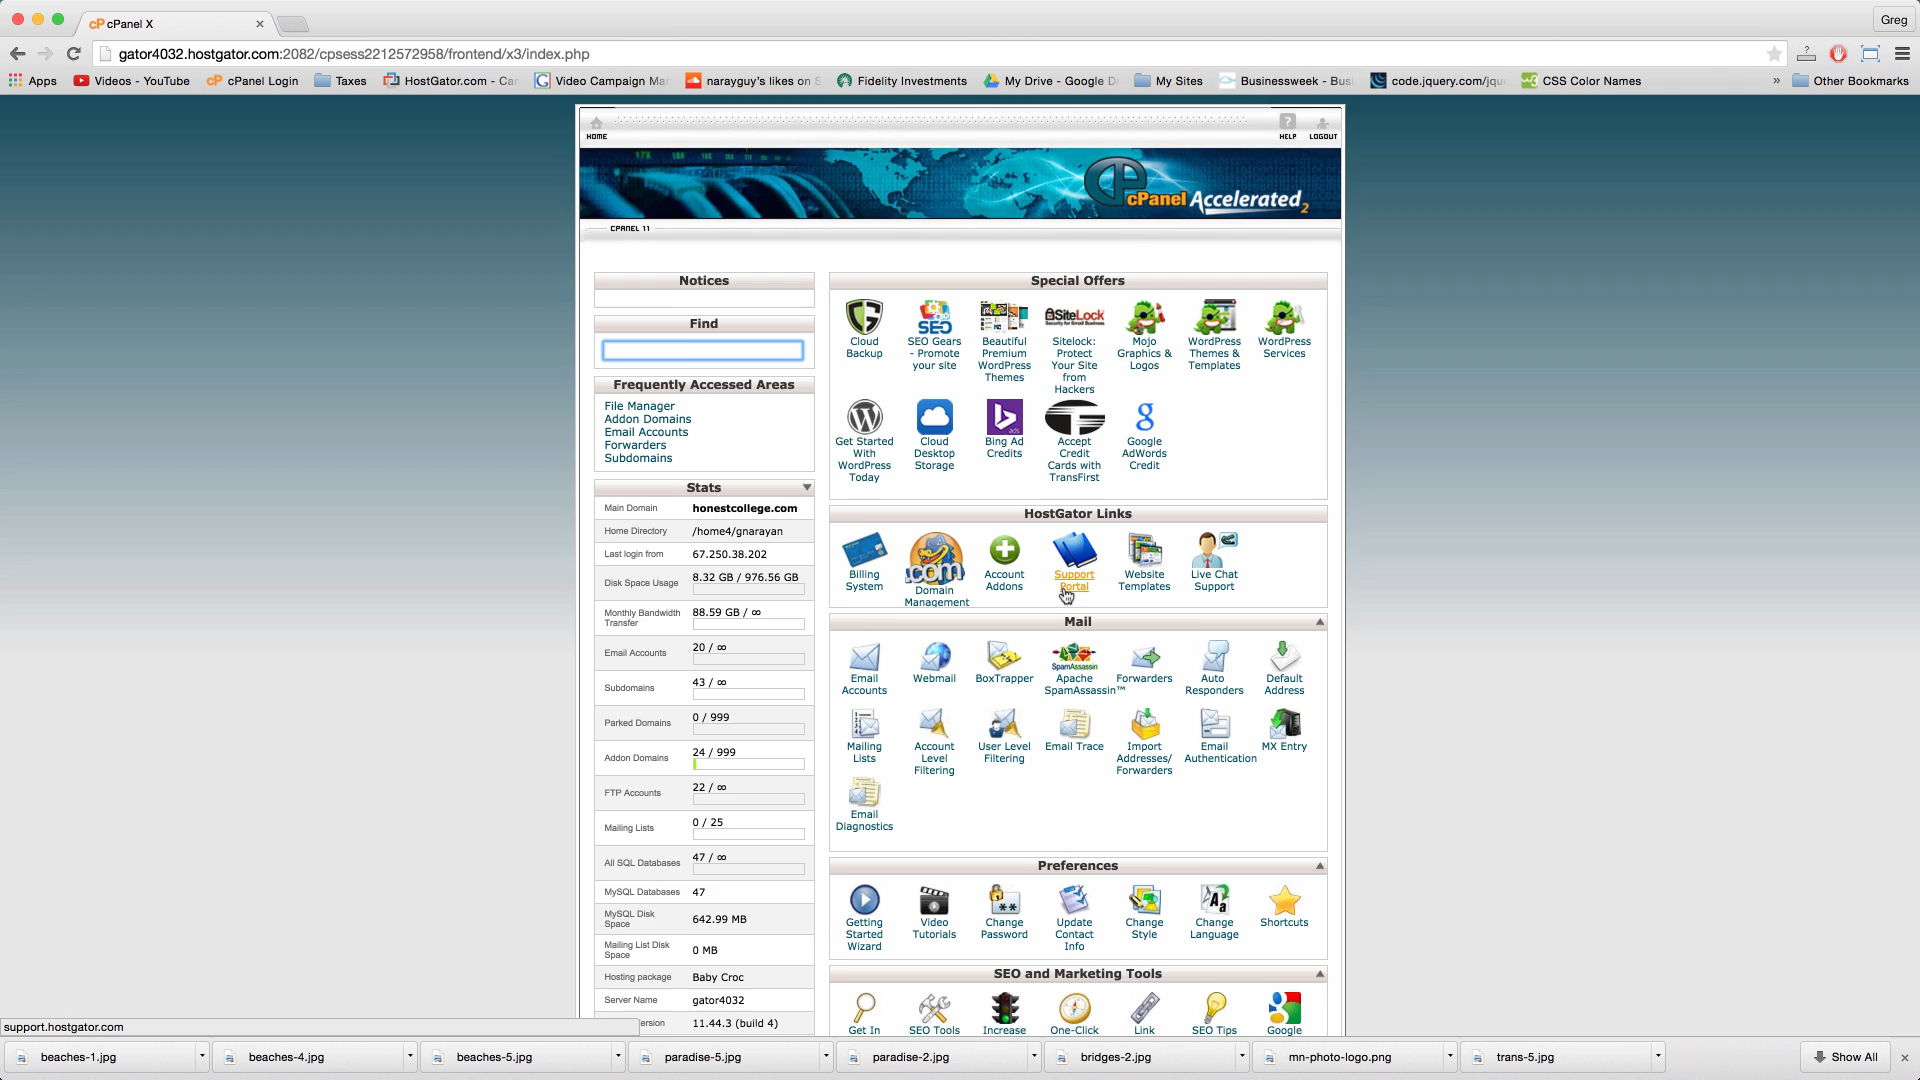 cPanel X
Greg
gator4032.hostgator.com:2082/cpsess2212572958/frontend/x3/index.php
Apps
Videos - YouTube
cPanel Login
Taxes
HostGator.com - Ca
Video Campaign Ma
narayguy's likes on S
Fidelity Investments
My Drive - Google D
My Sites
Businessweek - Bus
code.jquery.com/jqu
CSS Color Names
»
Other Bookmarks
HOME
HELP
LOGOUT
cPanel Accelerated2
CPANEL 11
Notices
Find
Frequently Accessed Areas
File Manager
Addon Domains
Email Accounts
Forwarders
Subdomains
Stats
Main Domain honestcollege.com
Home Directory /home4/gnarayan
Last login from 67.250.38.202
Disk Space Usage 8.32 GB / 976.56 GB
Monthly Bandwidth
Transfer
88.59 GB / ∞
Email Accounts 20 / ∞
Subdomains 43 / ∞
Parked Domains 0 / 999
Addon Domains 24 / 999
FTP Accounts 22 / ∞
Mailing Lists 0 / 25
All SQL Databases 47 / ∞
MySQL Databases 47
MySQL Disk
Space
642.99 MB
Mailing List Disk
Space
0 MB
Hosting package Baby Croc
Server Name gator4032
ersion 11.44.3 (build 4)
Special Offers
Cloud
Backup
SEO
SEO Gears
- Promote
your site
Beautiful
Premium
WordPress
Themes
SiteLock
Security for Small Business
Sitelock:
Protect
Your Site
from
Hackers
Mojo
Graphics &
Logos
WordPress
Themes &
Templates
WordPress
Services
Get Started
With
WordPress
Today
Cloud
Desktop
Storage
ads
Bing Ad
Credits
Accept
Credit
Cards with
TransFirst
g
Google
AdWords
Credit
HostGator Links
Billing
System
.com
Domain
Management
Account
Addons
Support
Portal
Website
Templates
Live Chat
Support
Mail
Email
Accounts
Webmail
BoxTrapper
SpamAssassin
Apache
SpamAssassin™
Forwarders
Auto
Responders
Default
Address
Mailing
Lists
Account
Level
Filtering
User Level
Filtering
Email Trace
Import
Addresses/
Forwarders
Email
Authentication
MX Entry
Email
Diagnostics
Preferences
Getting
Started
Wizard
Video
Tutorials
Change
Password
Update
Contact
Info
Change
Style
Aa
Change
Language
Shortcuts
SEO and Marketing Tools
Get In
SEO Tools
Increase
One-Click
Link
SEO Tips
Google
support.hostgator.com
beaches-1.jpg
beaches-4.jpg
beaches-5.jpg
paradise-5.jpg
paradise-2.jpg
bridges-2.jpg
mn-photo-logo.png
trans-5.jpg
Show All